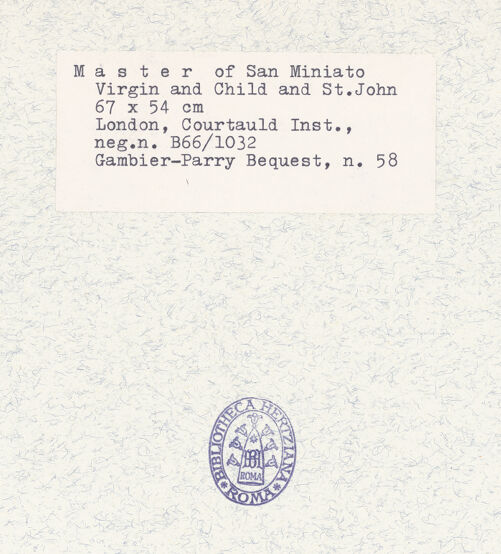 M a s t e r  of San Miniato
Virgin and Child and St.John
67 x 54 cm
London, Courtauld Inst.,
neg.n. B66/1032
Gambier-Parry Bequest, n. 58
BIBLIOTHECA HERTZIANA
ROMA
ROMA